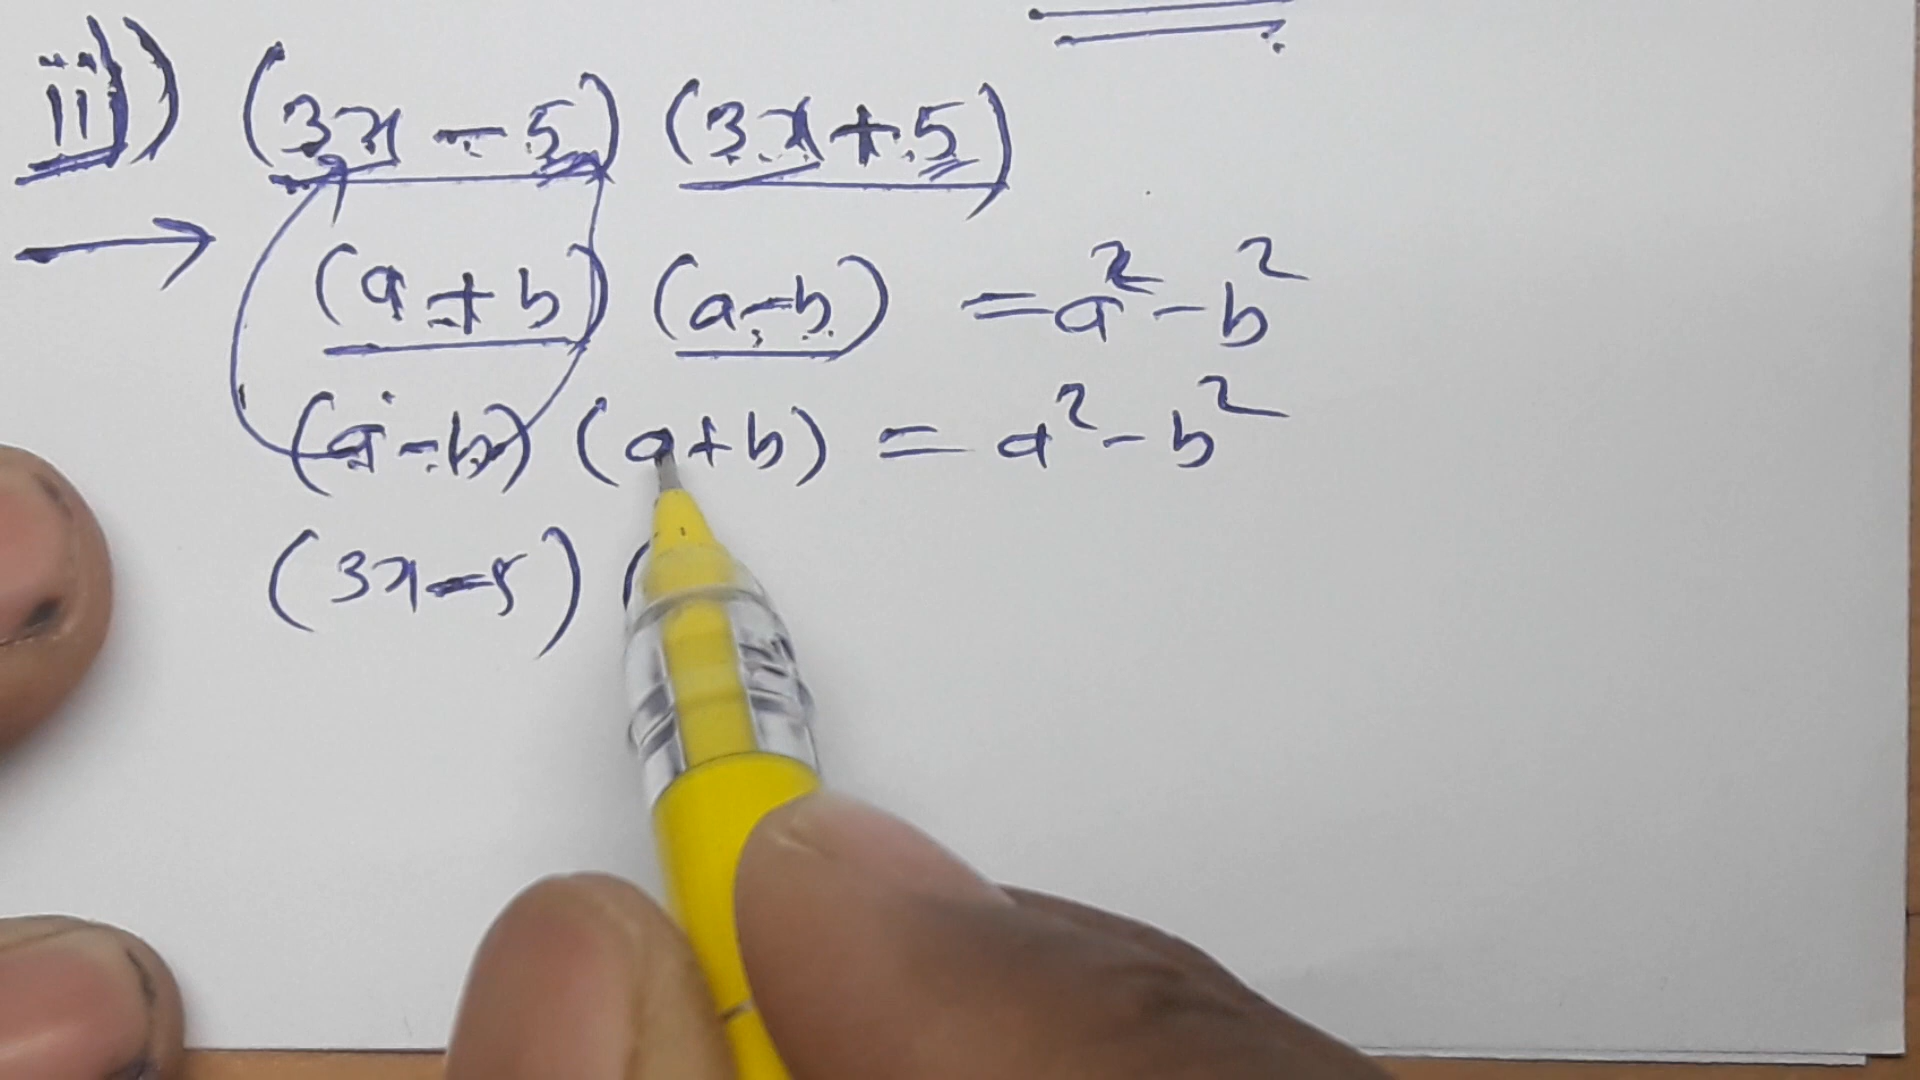 ii) (3x - 5) (3x + 5)
(a + b) (a - b) = a² - b²
(a - b) (a + b) = a² - b²
(3x - 5) (